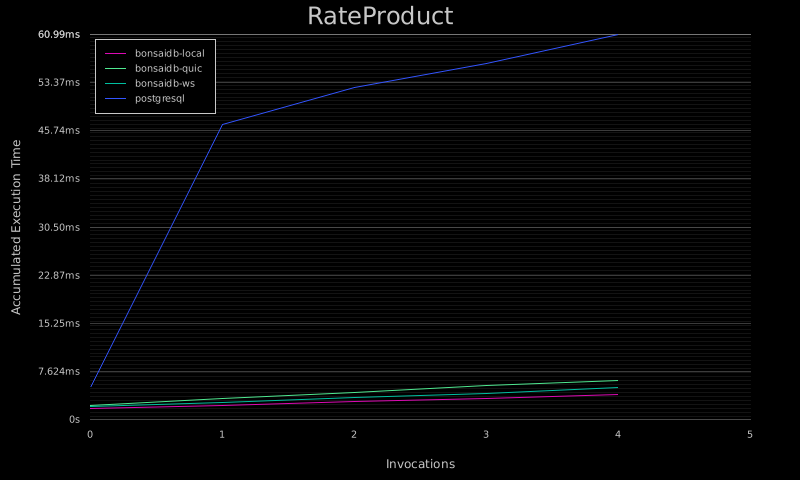 RateProduct
60.99ms
bonsaidb-local
bonsaidb-quic
bonsaidb-ws
postgresql
53.37ms
45.74ms
38.12ms
30.50ms
22.87ms
15.25ms
7.624ms
0s
Accumulated Execution Time
0 1 2 3 4 5
Invocations